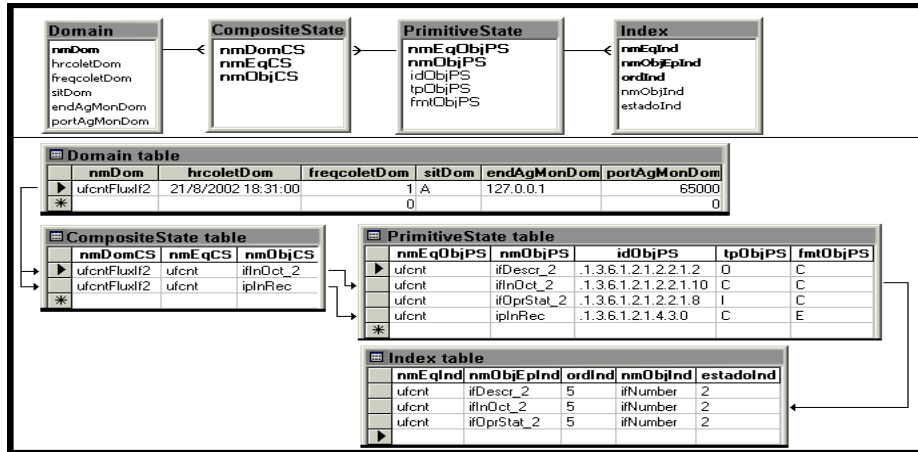 Domain
nmDom
hrcoletDom
freqcoletDom
sitDom
endAgMonDom
portAgMonDom
CompositeState
nmDomCS
nmEqCS
nmObjCS
PrimitiveState
nmEqObjPS
nmObjPS
idObjPS
tpObjPS
fmtObjPS
Index
nmEqInd
nmObjEpInd
ordInd
nmObjInd
estadoInd
Domain table
nmDom hrcoletDom freqcoletDom sitDom endAgMonDom portAgMonDom
ufcntFluxIf2 21/8/2002 18:31:00 1 A 127.0.0.1 65000
0 0
CompositeState table
nmDomCS nmEqCS nmObjCS
ufcntFluxIf2 ufcnt ifInOct_2
ufcntFluxIf2 ufcnt ipInRec
PrimitiveState table
nmEqObjPS nmObjPS idObjPS tpObjPS fmtObjPS
ufcnt ifDescr_2 .1.3.6.1.2.1.2.2.1.2 O C
ufcnt ifInOct_2 .1.3.6.1.2.1.2.2.1.10 C C
ufcnt ifOprStat_2 .1.3.6.1.2.1.2.2.1.8 I C
ufcnt ipInRec .1.3.6.1.2.1.4.3.0 C E
Index table
nmEqInd nmObjEpInd ordInd nmObjInd estadoInd
ufcnt ifDescr_2 5 ifNumber 2
ufcnt ifInOct_2 5 ifNumber 2
ufcnt ifOprStat_2 5 ifNumber 2